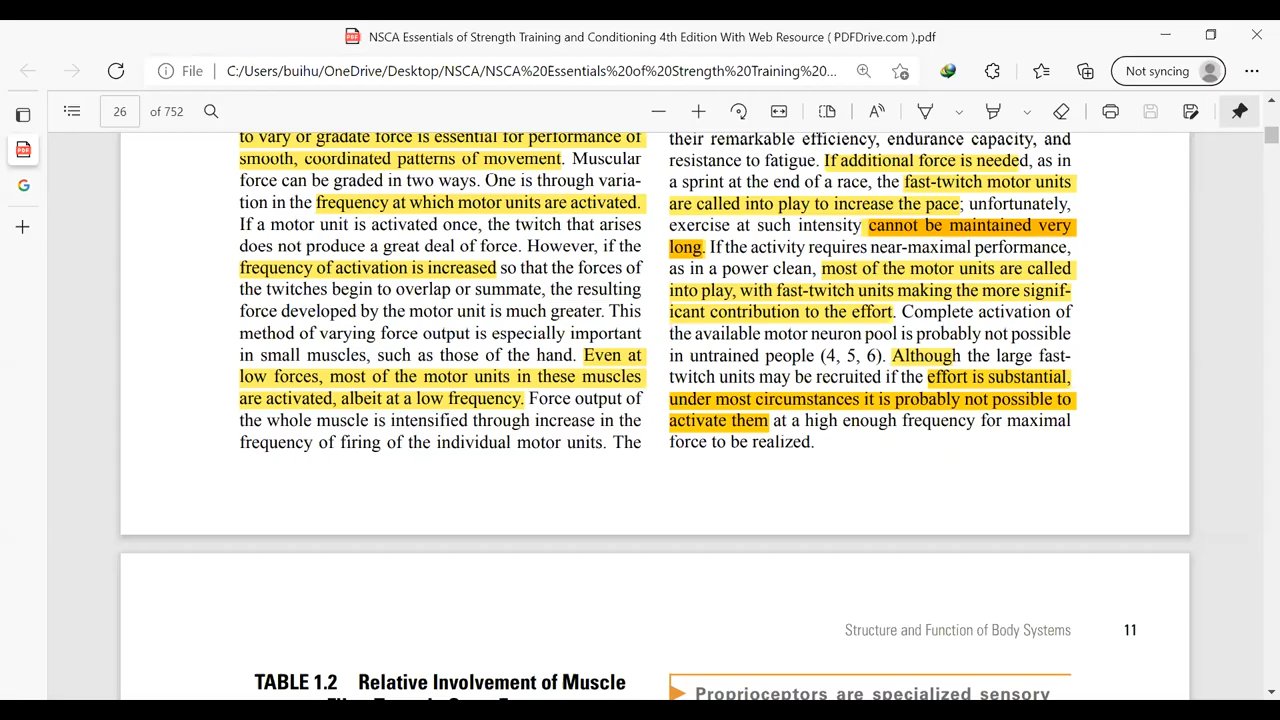 NSCA Essentials of Strength Training and Conditioning 4th Edition With Web Resource ( PDFDrive.com ).pdf
File
C:/Users/buihu/OneDrive/Desktop/NSCA/NSCA%20Essentials%20of%20Strength%20Training%20...
Not syncing
26 of 752
to vary or gradate force is essential for performance of
smooth, coordinated patterns of movement. Muscular
force can be graded in two ways. One is through varia-
tion in the frequency at which motor units are activated.
If a motor unit is activated once, the twitch that arises
does not produce a great deal of force. However, if the
frequency of activation is increased so that the forces of
the twitches begin to overlap or summate, the resulting
force developed by the motor unit is much greater. This
method of varying force output is especially important
in small muscles, such as those of the hand. Even at
low forces, most of the motor units in these muscles
are activated, albeit at a low frequency. Force output of
the whole muscle is intensified through increase in the
frequency of firing of the individual motor units. The
their remarkable efficiency, endurance capacity, and
resistance to fatigue. If additional force is needed, as in
a sprint at the end of a race, the fast-twitch motor units
are called into play to increase the pace; unfortunately,
exercise at such intensity cannot be maintained very
long. If the activity requires near-maximal performance,
as in a power clean, most of the motor units are called
into play, with fast-twitch units making the more signif-
icant contribution to the effort. Complete activation of
the available motor neuron pool is probably not possible
in untrained people (4, 5, 6). Although the large fast-
twitch units may be recruited if the effort is substantial,
under most circumstances it is probably not possible to
activate them at a high enough frequency for maximal
force to be realized.
Structure and Function of Body Systems 11
TABLE 1.2 Relative Involvement of Muscle
Proprioceptors are specialized sensory